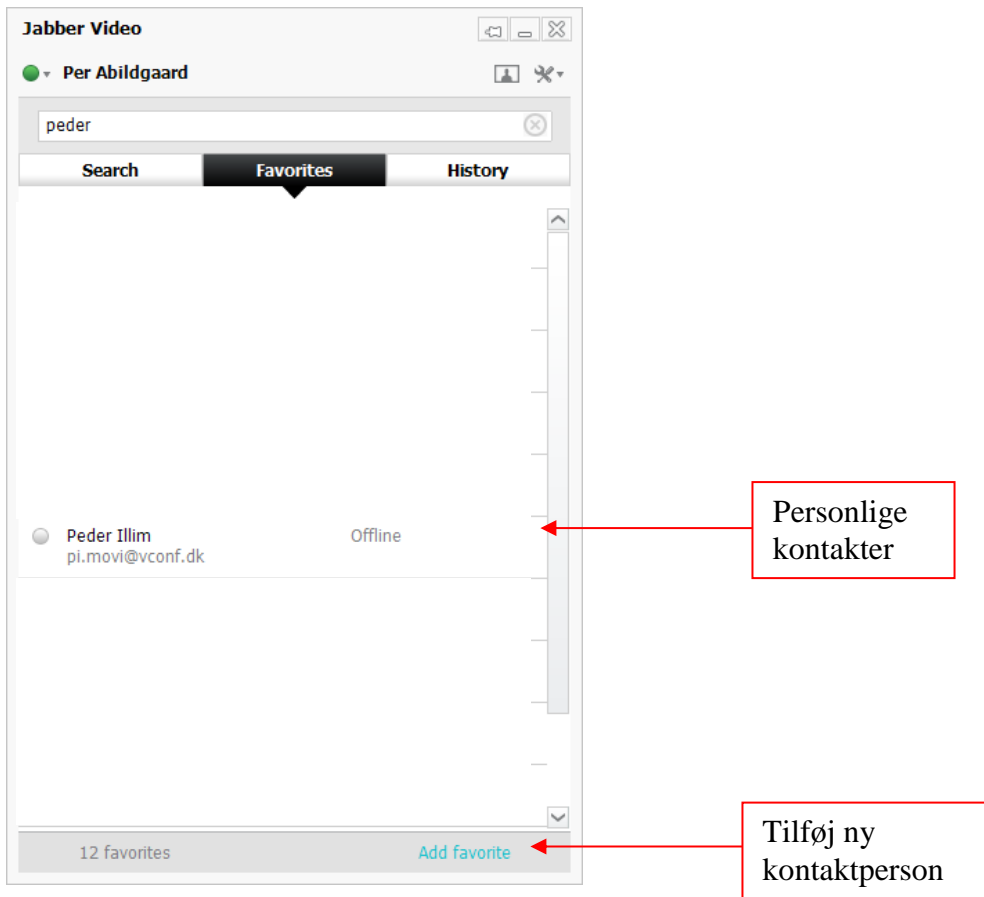 Jabber Video
Per Abildgaard
peder
Search Favorites History
Peder Illim Offline
pi.movi@vconf.dk
Personlige
kontakter
12 favorites Add favorite
Tilføj ny
kontaktperson